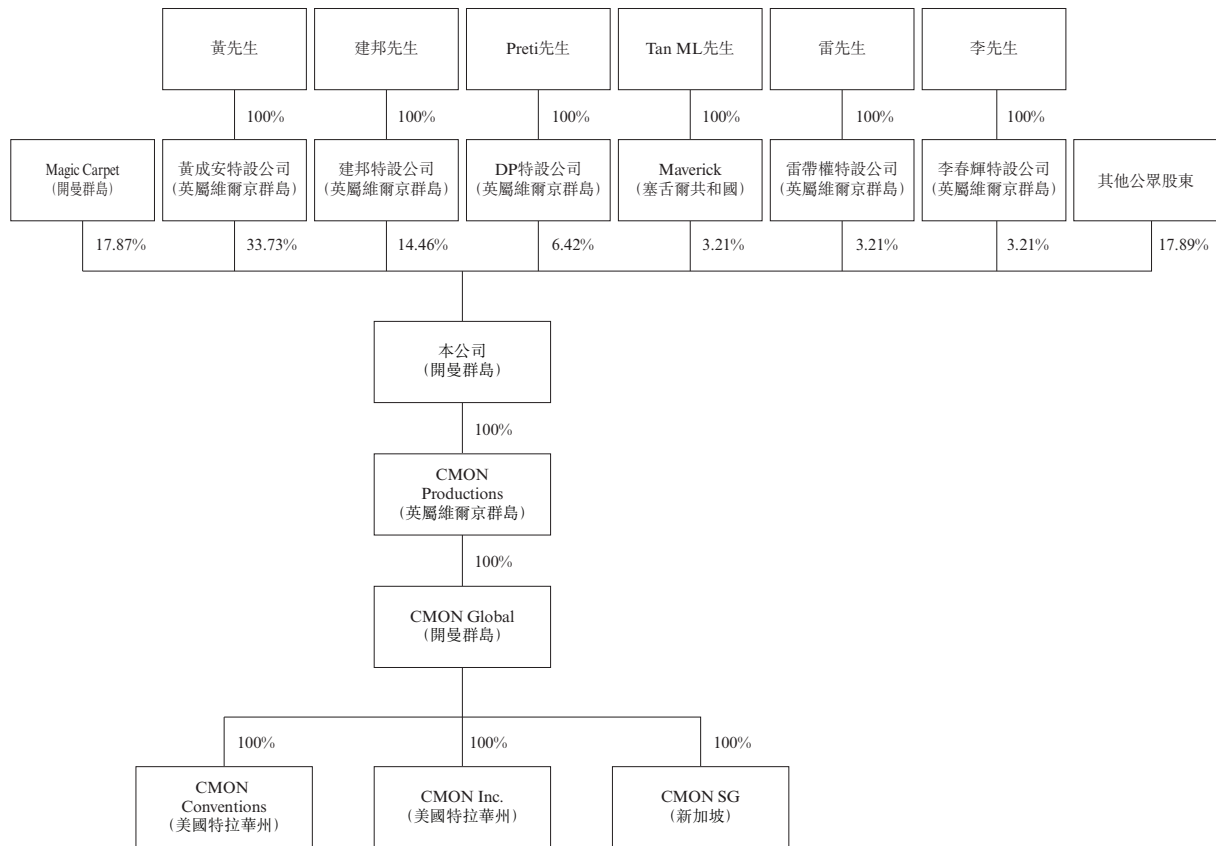 黃先生
建邦先生
Preti先生
Tan ML先生
雷先生
李先生
100%
100%
100%
100%
100%
100%
Magic Carpet
(開曼群島)
黃成安特設公司
(英屬維爾京群島)
建邦特設公司
(英屬維爾京群島)
DP特設公司
(英屬維爾京群島)
Maverick
(塞舌爾共和國)
雷帶權特設公司
(英屬維爾京群島)
李春輝特設公司
(英屬維爾京群島)
其他公眾股東
17.87%
33.73%
14.46%
6.42%
3.21%
3.21%
3.21%
17.89%
本公司
(開曼群島)
100%
CMON
Productions
(英屬維爾京群島)
100%
CMON Global
(開曼群島)
100%
100%
100%
CMON
Conventions
(美國特拉華州)
CMON Inc.
(美國特拉華州)
CMON SG
(新加坡)